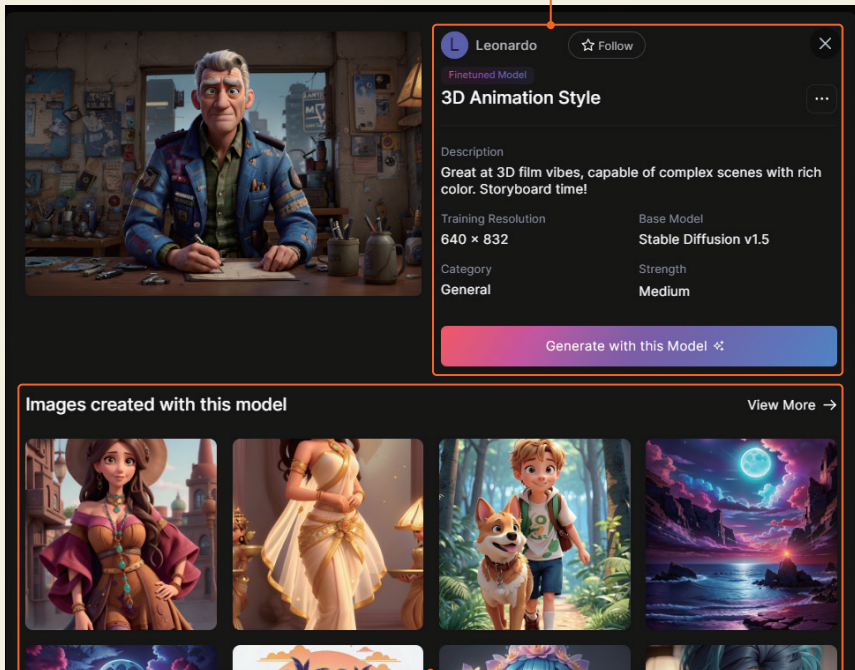 L Leonardo Follow
Finetuned Model
3D Animation Style
Description
Great at 3D film vibes, capable of complex scenes with rich
color. Storyboard time!
Training Resolution Base Model
640 × 832 Stable Diffusion v1.5
Category Strength
General Medium
Generate with this Model
Images created with this model View More →